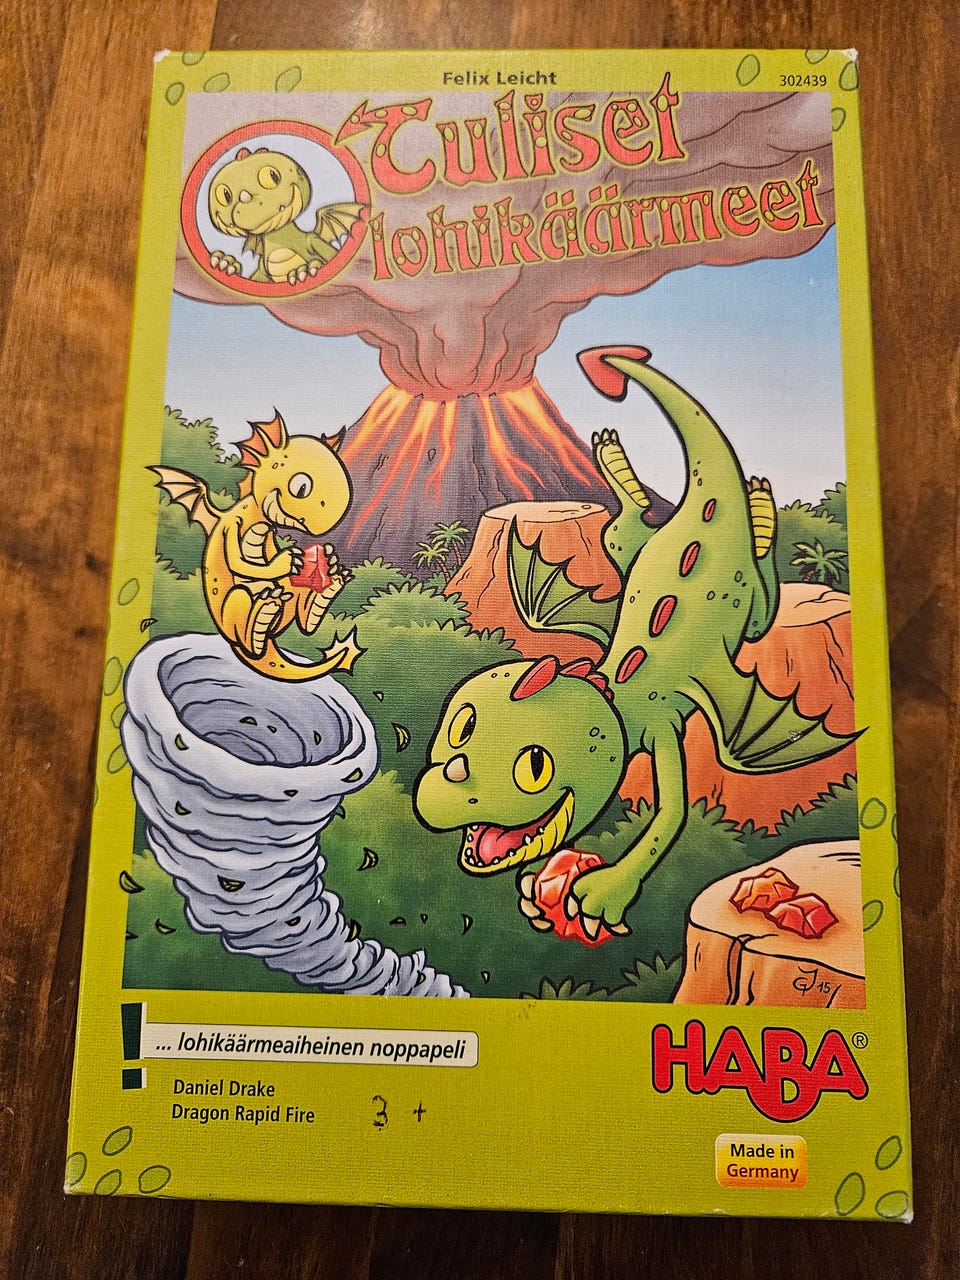 Felix Leicht
302439
Tuliset
lohikäärmeet
... lohikäärmeaiheinen noppapeli
Daniel Drake
Dragon Rapid Fire
3 +
HABA®
Made in
Germany